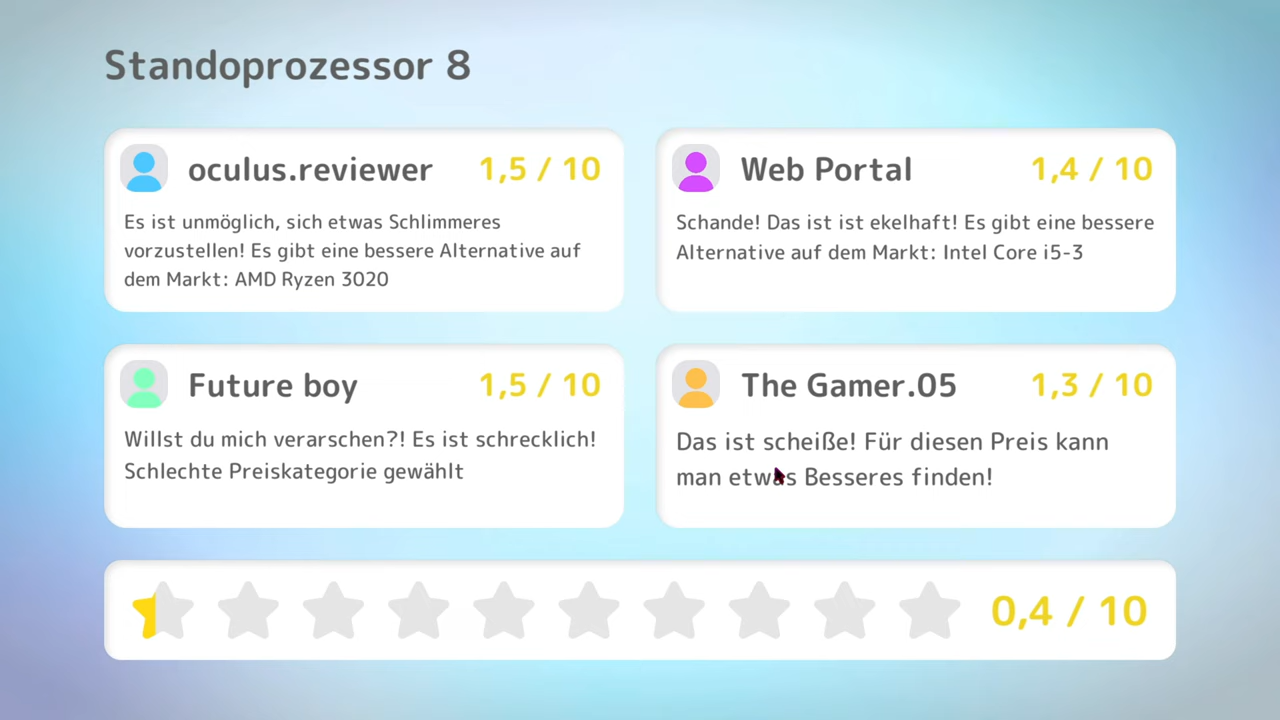 Standoprozessor 8
oculus.reviewer 1,5 / 10
Es ist unmöglich, sich etwas Schlimmeres
vorzustellen! Es gibt eine bessere Alternative auf
dem Markt: AMD Ryzen 3020
Web Portal 1,4 / 10
Schande! Das ist ist ekelhaft! Es gibt eine bessere
Alternative auf dem Markt: Intel Core i5-3
Future boy 1,5 / 10
Willst du mich verarschen?! Es ist schrecklich!
Schlechte Preiskategorie gewählt
The Gamer.05 1,3 / 10
Das ist scheiße! Für diesen Preis kann
man etwas Besseres finden!
0,4 / 10